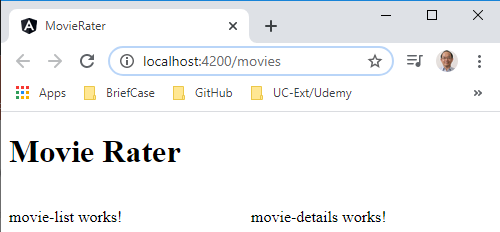 MovieRater
localhost:4200/movies
Apps BriefCase GitHub UC-Ext/Udemy »
Movie Rater
movie-list works! movie-details works!